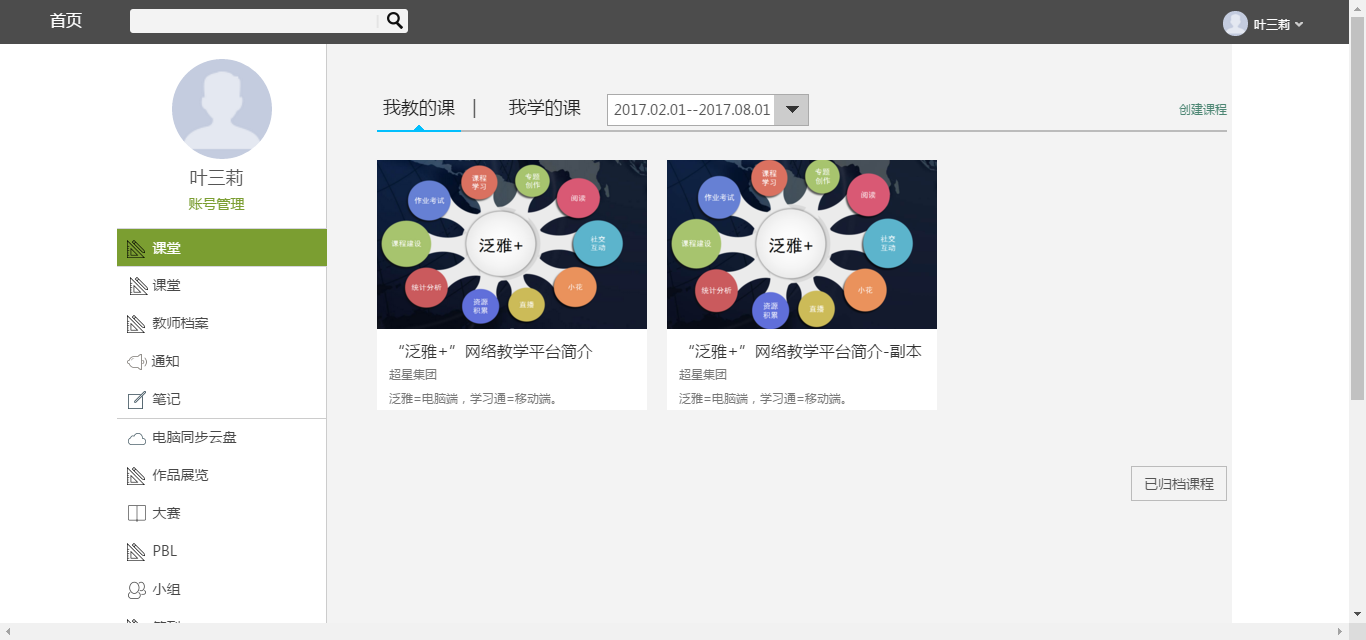 首页
叶三莉
叶三莉
账号管理
课堂
课堂
教师档案
通知
笔记
电脑同步云盘
作品展览
大赛
PBL
小组
我教的课 | 我学的课 2017.02.01--2017.08.01 创建课程
课程学习
专题创作
作业考试
阅读
课程建设
泛雅+
社交互动
统计分析
小花
资源积累
直播
“泛雅+”网络教学平台简介
超星集团
泛雅=电脑端，学习通=移动端。
课程学习
专题创作
作业考试
阅读
课程建设
泛雅+
社交互动
统计分析
小花
资源积累
直播
“泛雅+”网络教学平台简介-副本
超星集团
泛雅=电脑端，学习通=移动端。
已归档课程